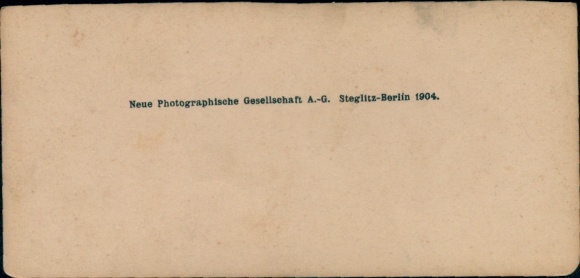 Neue Photographische Gesellschaft A.-G. Steglitz-Berlin 1904.